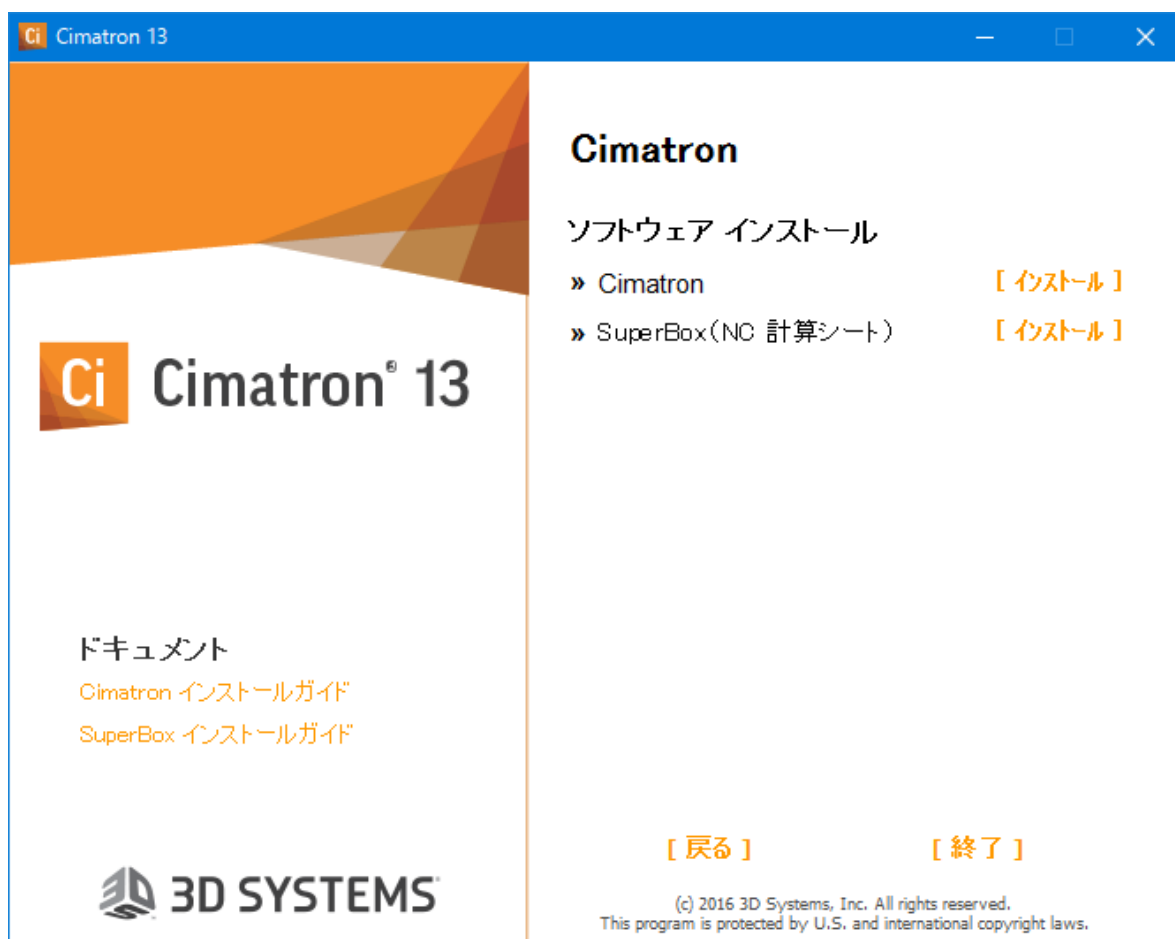 Ci Cimatron 13
Ci Cimatron® 13
ドキュメント
Cimatron インストールガイド
SuperBox インストールガイド
3D SYSTEMS
Cimatron
ソフトウェア インストール
» Cimatron [ インストール ]
» SuperBox(NC 計算シート) [ インストール ]
[ 戻る ] [ 終了 ]
(c) 2016 3D Systems, Inc. All rights reserved.
This program is protected by U.S. and international copyright laws.